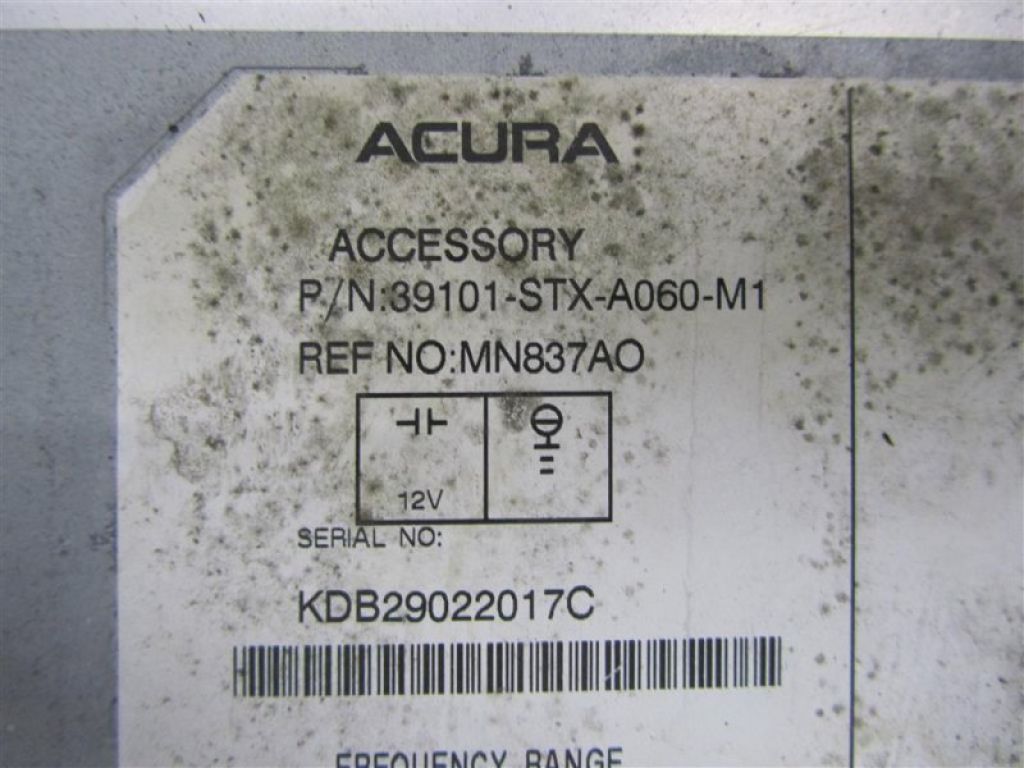 ACURA
ACCESSORY
P/N:39101-STX-A060-M1
REF NO:MN837AO
12V
SERIAL NO:
KDB29022017C
FREQUENCY RANGE